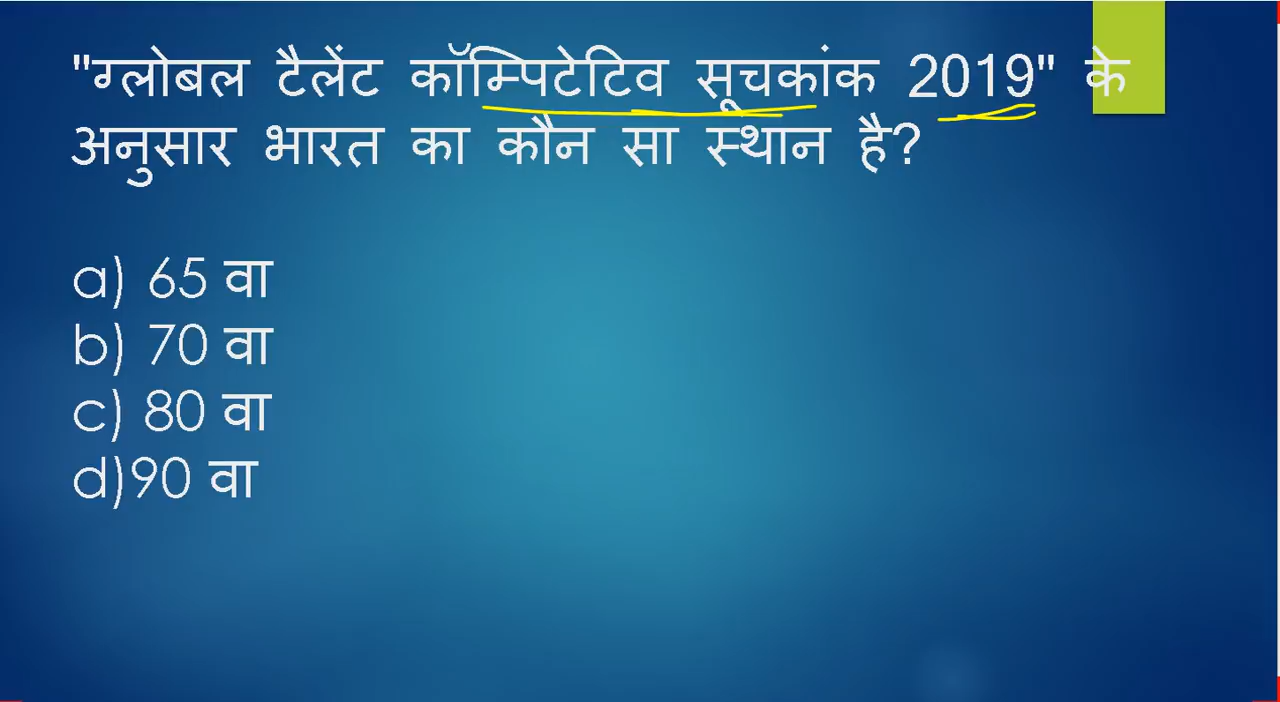 "ग्लोबल टैलेंट कॉम्पिटेटिव सूचकांक 2019" के
अनुसार भारत का कौन सा स्थान है?
a) 65 वा
b) 70 वा
c) 80 वा
d)90 वा